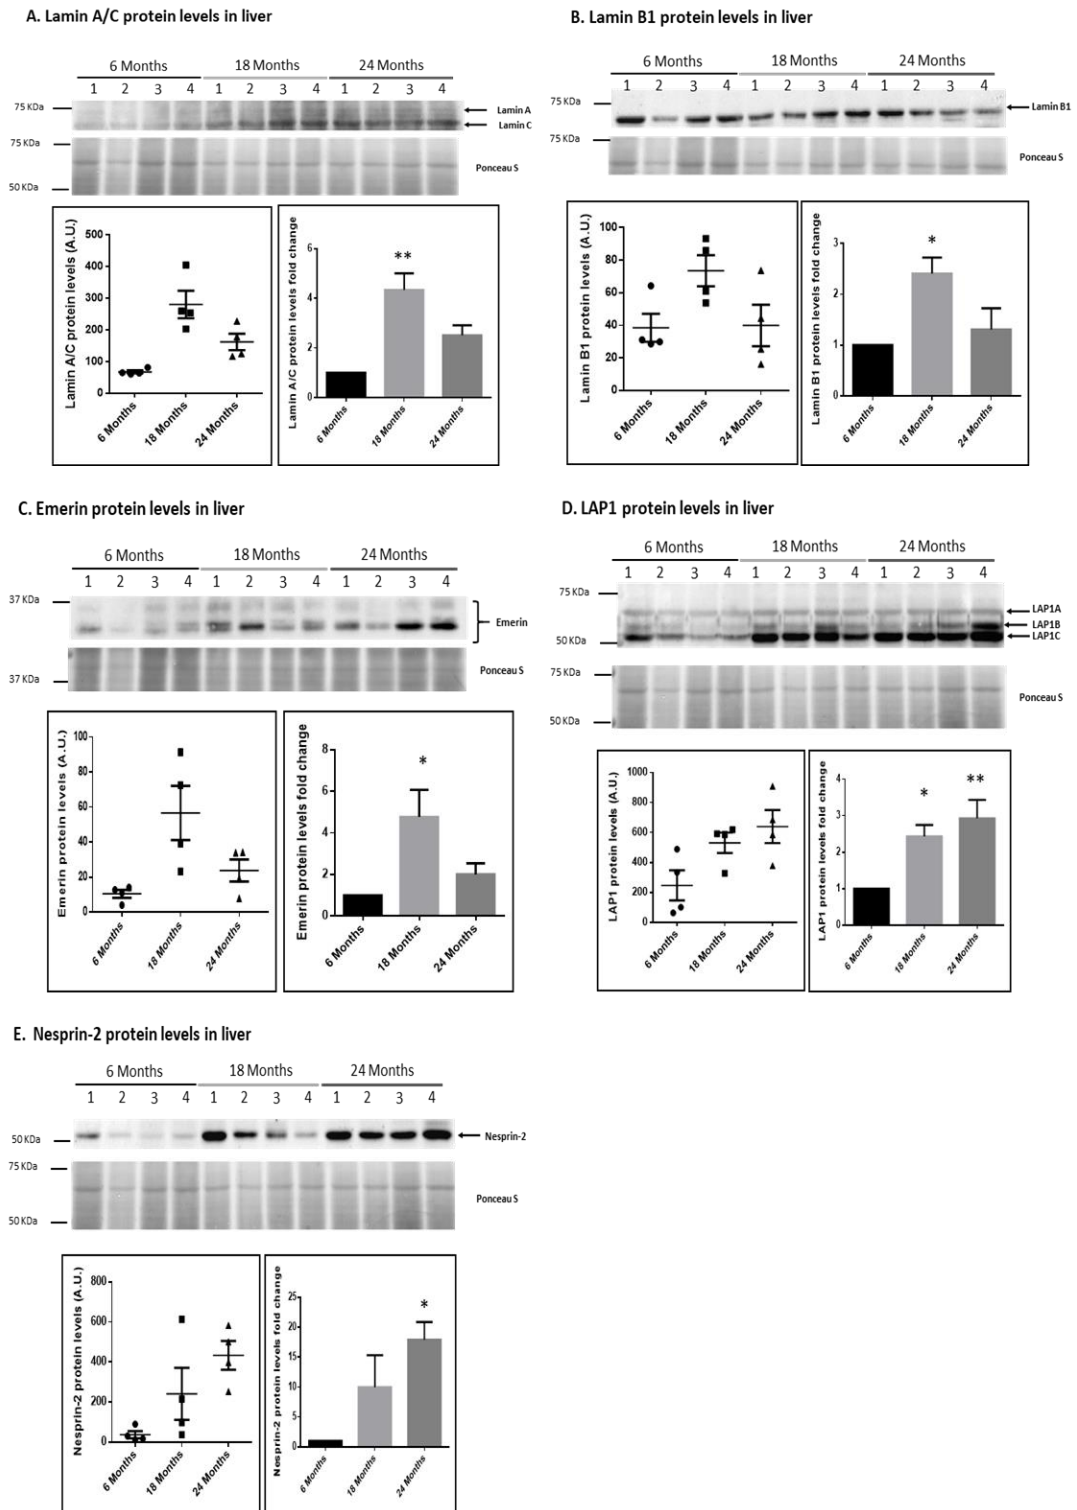 A. Lamin A/C protein levels in liver
6 Months 18 Months 24 Months
1 2 3 4 1 2 3 4 1 2 3 4
75 KDa
Lamin A
Lamin C
75 KDa
Ponceau S
50 KDa
Lamin A/C protein levels (A.U.)
500
400
300
200
100
0
6 Months
18 Months
24 Months
Lamin A/C protein levels fold change
6
4
2
0
**
6 Months
18 Months
24 Months
B. Lamin B1 protein levels in liver
6 Months 18 Months 24 Months
1 2 3 4 1 2 3 4 1 2 3 4
75 KDa
Lamin B1
75 KDa
Ponceau S
Lamin B1 protein levels (A.U.)
100
80
60
40
20
0
6 Months
18 Months
24 Months
Lamin B1 protein levels fold change
3
2
1
0
*
6 Months
18 Months
24 Months
C. Emerin protein levels in liver
6 Months 18 Months 24 Months
1 2 3 4 1 2 3 4 1 2 3 4
37 KDa
Emerin
Ponceau S
37 KDa
Emerin protein levels (A.U.)
100
80
60
40
20
0
6 Months
18 Months
24 Months
Emerin protein levels fold change
8
6
4
2
0
*
6 Months
18 Months
24 Months
D. LAP1 protein levels in liver
6 Months 18 Months 24 Months
1 2 3 4 1 2 3 4 1 2 3 4
75 KDa
LAP1A
LAP1B
50 KDa
LAP1C
75 KDa
Ponceau S
50 KDa
LAP1 protein levels (A.U.)
1000
800
600
400
200
0
6 Months
18 Months
24 Months
LAP1 protein levels fold change
4
3
2
1
0
*
**
6 Months
18 Months
24 Months
E. Nesprin-2 protein levels in liver
6 Months 18 Months 24 Months
1 2 3 4 1 2 3 4 1 2 3 4
50 KDa
Nesprin-2
75 KDa
Ponceau S
50 KDa
Nesprin-2 protein levels (A.U.)
800
600
400
200
0
6 Months
18 Months
24 Months
Nesprin-2 protein levels fold change
25
20
15
10
5
0
*
6 Months
18 Months
24 Months